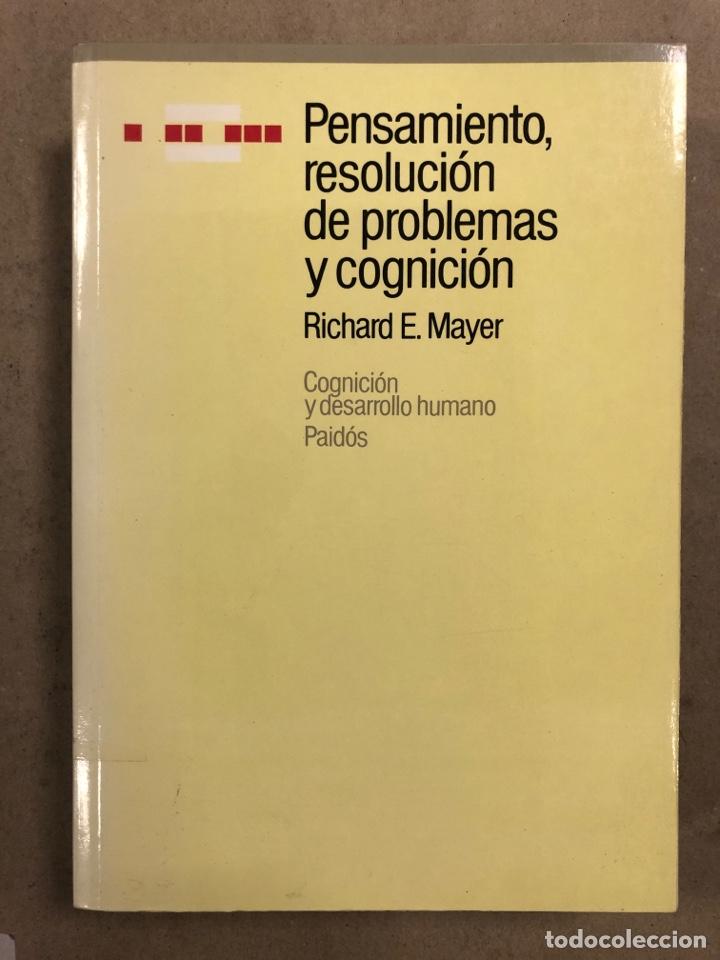 Pensamiento,
resolución
de problemas
y cognición
Richard E. Mayer
Cognición
y desarrollo humano
Paidós
todocoleccion